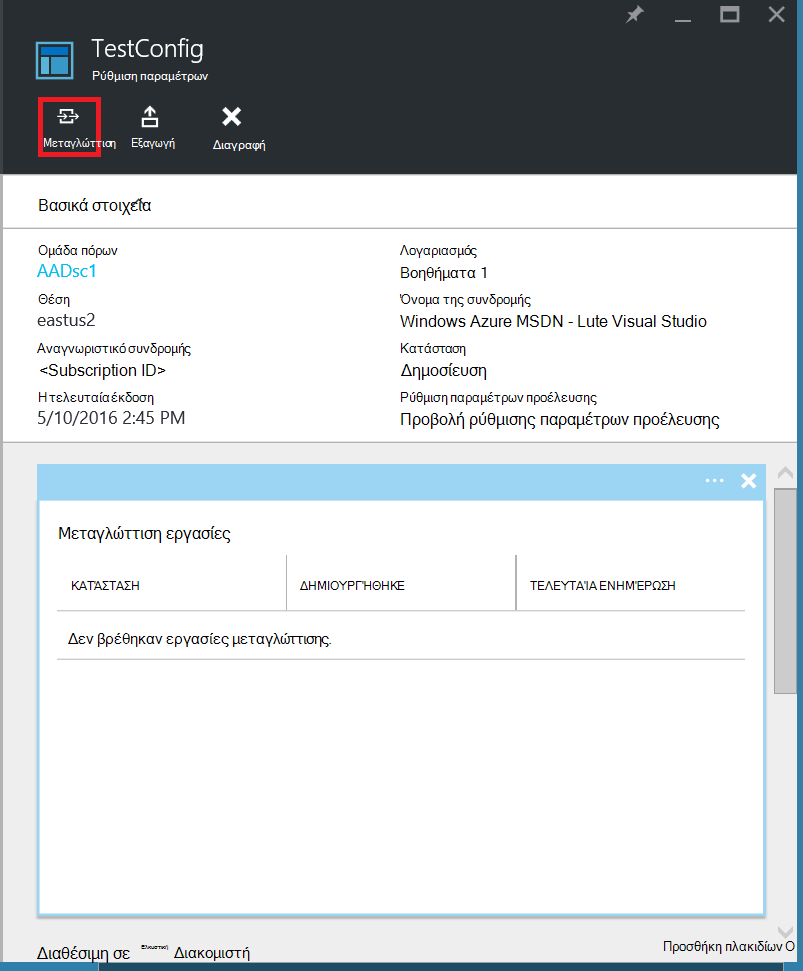 TestConfig
Ρύθμιση παραμέτρων
Μεταγλώττιση Εξαγωγή Διαγραφή
Βασικά στοιχεία
Ομάδα πόρων
AADsc1
Θέση
eastus2
Αναγνωριστικό συνδρομής
<Subscription ID>
Η τελευταία έκδοση
5/10/2016 2:45 PM
Λογαριασμός
Βοηθήματα 1
Όνομα της συνδρομής
Windows Azure MSDN - Lute Visual Studio
Κατάσταση
Δημοσίευση
Ρύθμιση παραμέτρων προέλευσης
Προβολή ρύθμισης παραμέτρων προέλευσης
Μεταγλώττιση εργασίες
ΚΑΤΆΣΤΑΣΗ ΔΗΜΙΟΥΡΓΉΘΗΚΕ ΤΕΛΕΥΤΑΊΑ ΕΝΗΜΈΡΩΣΗ
Δεν βρέθηκαν εργασίες μεταγλώττισης.
Διαθέσιμη σε Ελκυστική Διακομιστή
Προσθήκη πλακιδίων Ο